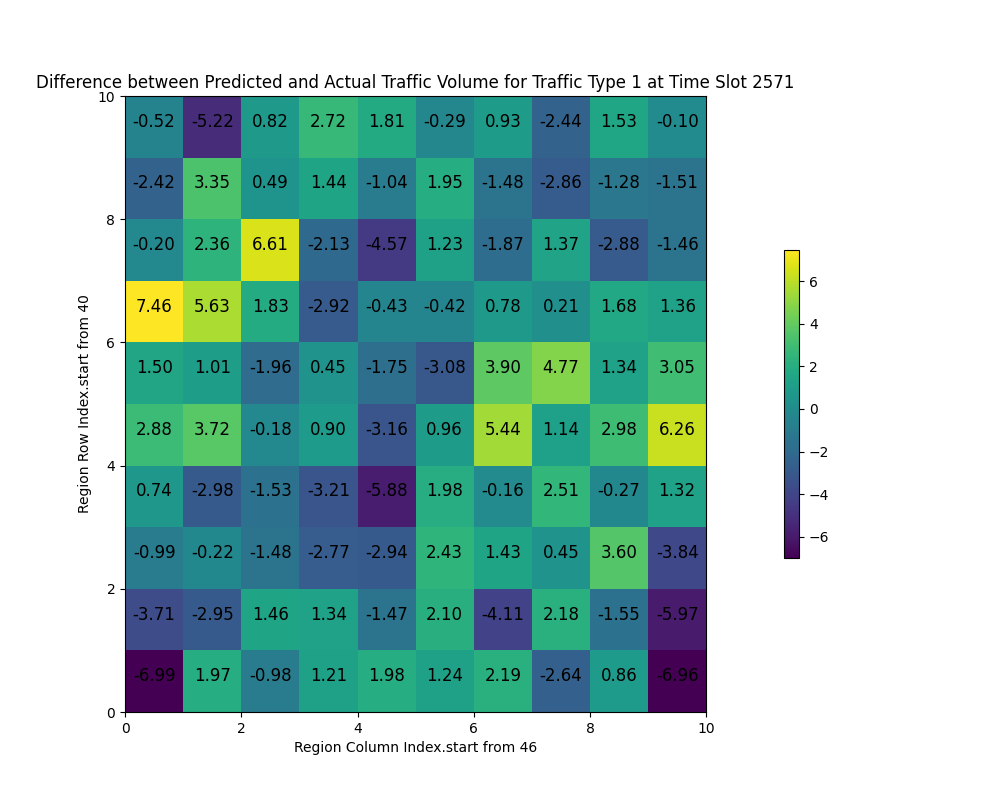 Difference between Predicted and Actual Traffic Volume for Traffic Type 1 at Time Slot 2571
10
-0.52 -5.22 0.82 2.72 1.81 -0.29 0.93 -2.44 1.53 -0.10
-2.42 3.35 0.49 1.44 -1.04 1.95 -1.48 -2.86 -1.28 -1.51
8
-0.20 2.36 6.61 -2.13 -4.57 1.23 -1.87 1.37 -2.88 -1.46
7.46 5.63 1.83 -2.92 -0.43 -0.42 0.78 0.21 1.68 1.36
6
1.50 1.01 -1.96 0.45 -1.75 -3.08 3.90 4.77 1.34 3.05
2.88 3.72 -0.18 0.90 -3.16 0.96 5.44 1.14 2.98 6.26
4
0.74 -2.98 -1.53 -3.21 -5.88 1.98 -0.16 2.51 -0.27 1.32
-0.99 -0.22 -1.48 -2.77 -2.94 2.43 1.43 0.45 3.60 -3.84
2
-3.71 -2.95 1.46 1.34 -1.47 2.10 -4.11 2.18 -1.55 -5.97
-6.99 1.97 -0.98 1.21 1.98 1.24 2.19 -2.64 0.86 -6.96
0
0 2 4 6 8 10
Region Column Index.start from 46
Region Row Index.start from 40
6
4
2
0
−2
−4
−6